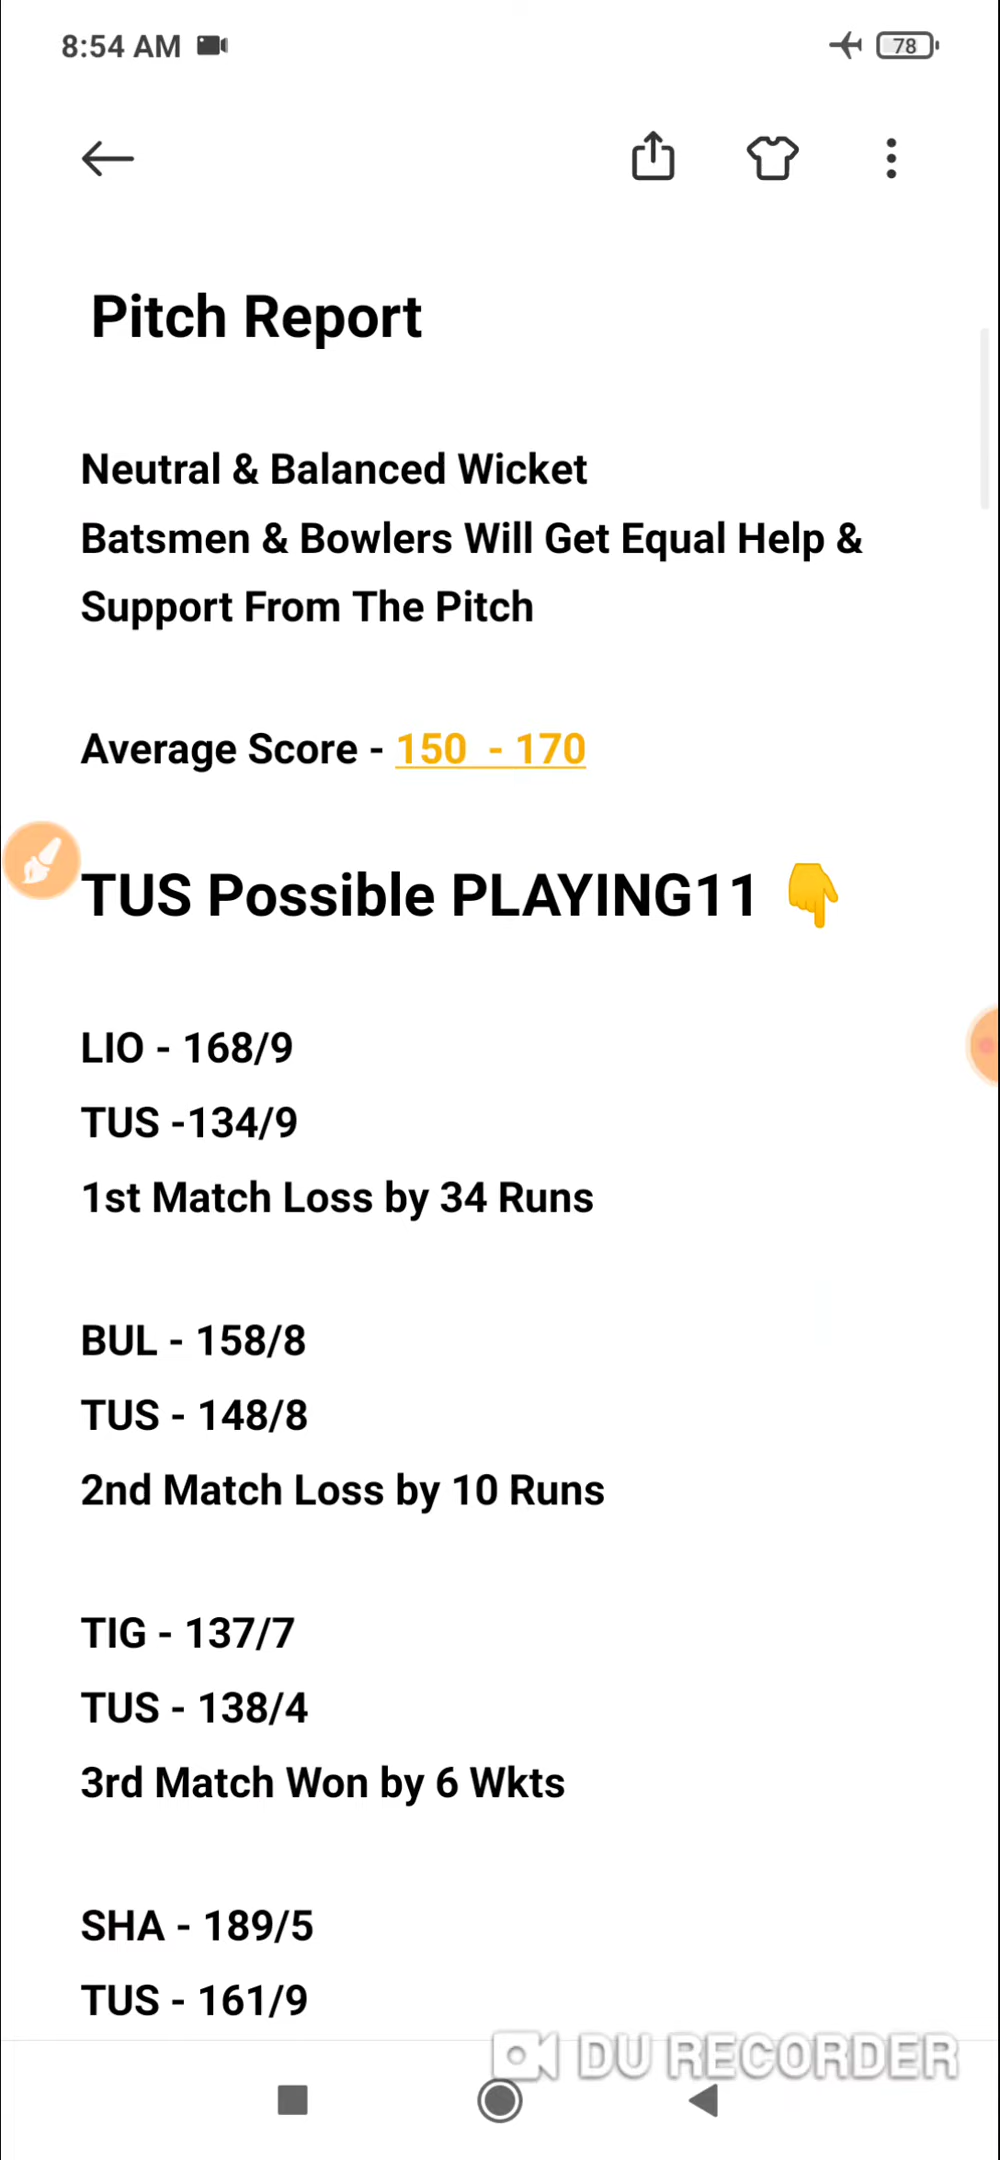 8:54 AM
78
Pitch Report
Neutral & Balanced Wicket
Batsmen & Bowlers Will Get Equal Help &
Support From The Pitch
Average Score - 150 - 170
TUS Possible PLAYING11 👇
LIO - 168/9
TUS -134/9
1st Match Loss by 34 Runs
BUL - 158/8
TUS - 148/8
2nd Match Loss by 10 Runs
TIG - 137/7
TUS - 138/4
3rd Match Won by 6 Wkts
SHA - 189/5
TUS - 161/9
DU RECORDER